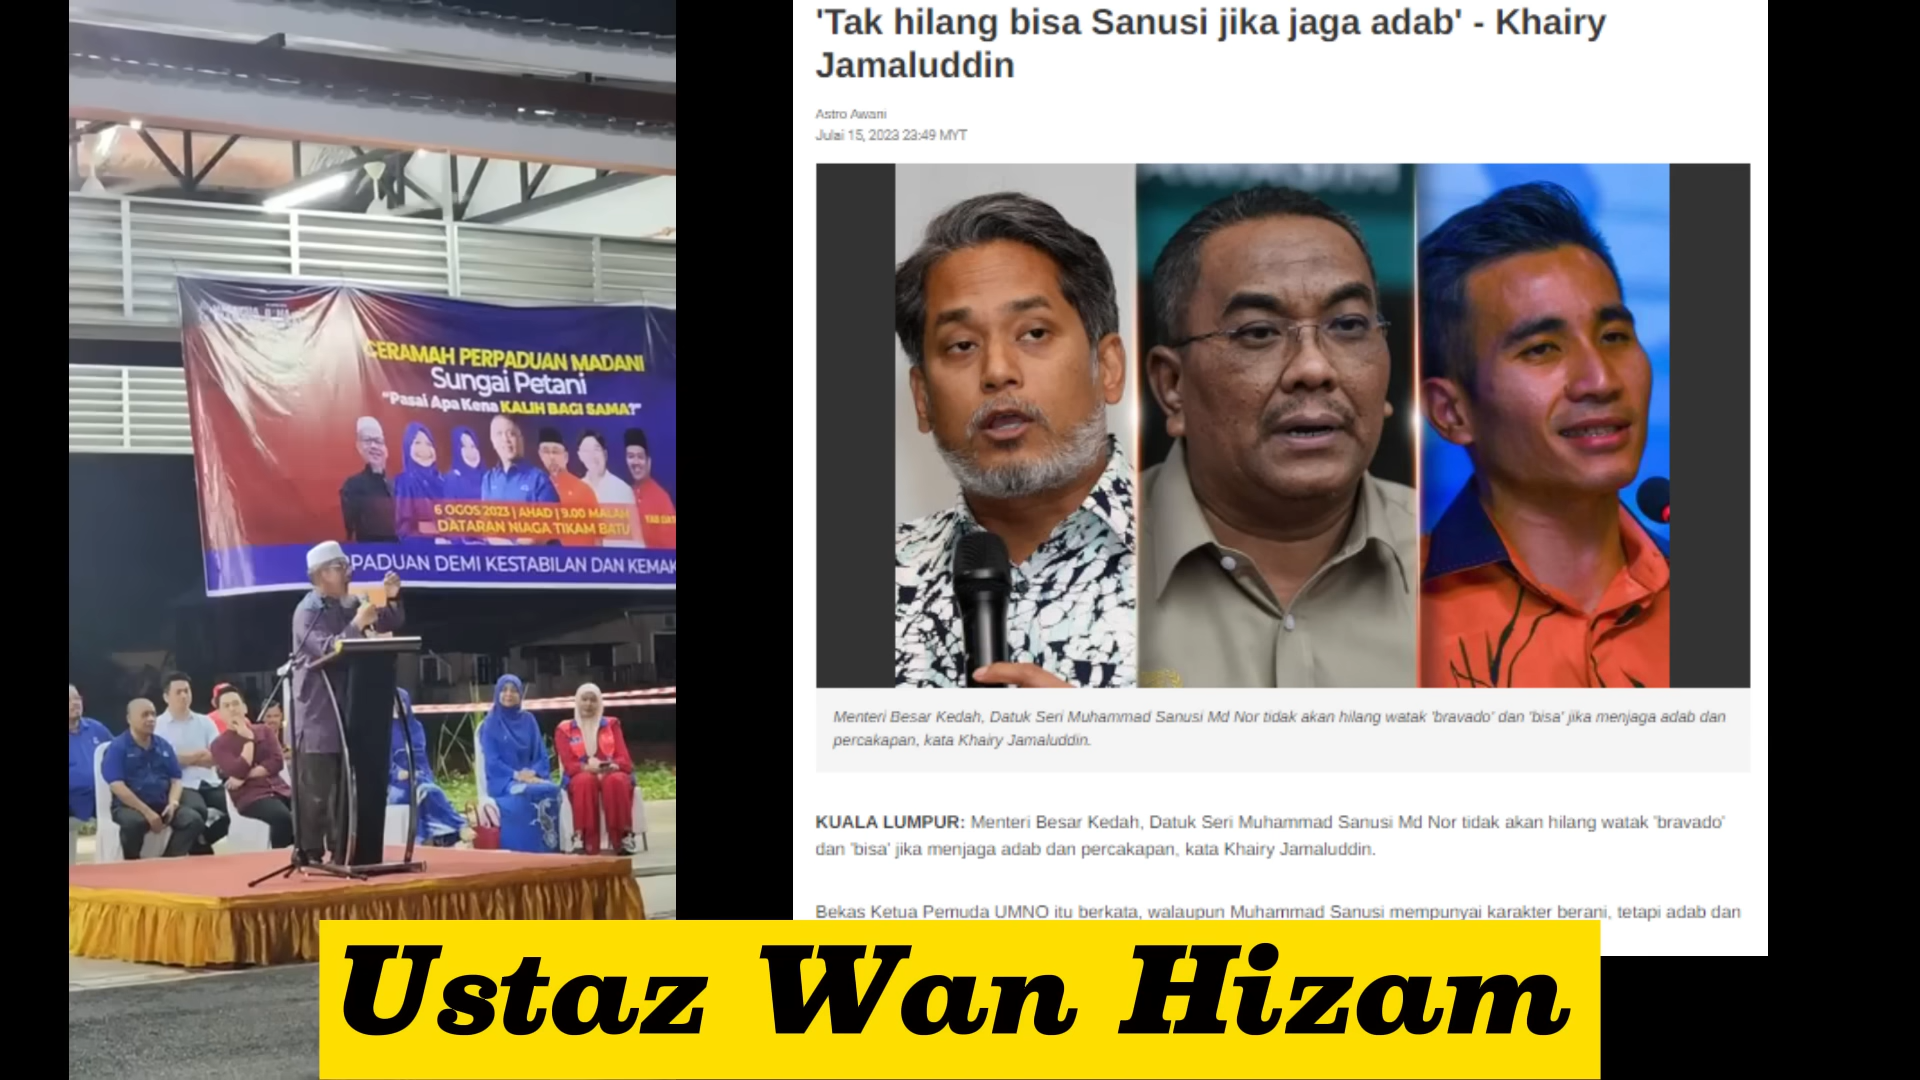 CERAMAH PERPADUAN MADANI
Sungai Petani
"Pasai Apa Kena KALIH BAGI SAMA?"
6 OGOS 2023 | AHAD | 9.00 MALAM
DATARAN NIAGA TIKAM BATU
PADUAN DEMI KESTABILAN DAN KEMAK
'Tak hilang bisa Sanusi jika jaga adab' - Khairy
Jamaluddin
Astro Awani
Julai 15, 2023 23:49 MYT
Menteri Besar Kedah, Datuk Seri Muhammad Sanusi Md Nor tidak akan hilang watak 'bravado' dan 'bisa' jika menjaga adab dan
percakapan, kata Khairy Jamaluddin.
KUALA LUMPUR: Menteri Besar Kedah, Datuk Seri Muhammad Sanusi Md Nor tidak akan hilang watak 'bravado'
dan 'bisa' jika menjaga adab dan percakapan, kata Khairy Jamaluddin.
Bekas Ketua Pemuda UMNO itu berkata, walaupun Muhammad Sanusi mempunyai karakter berani, tetapi adab dan
Ustaz Wan Hizam